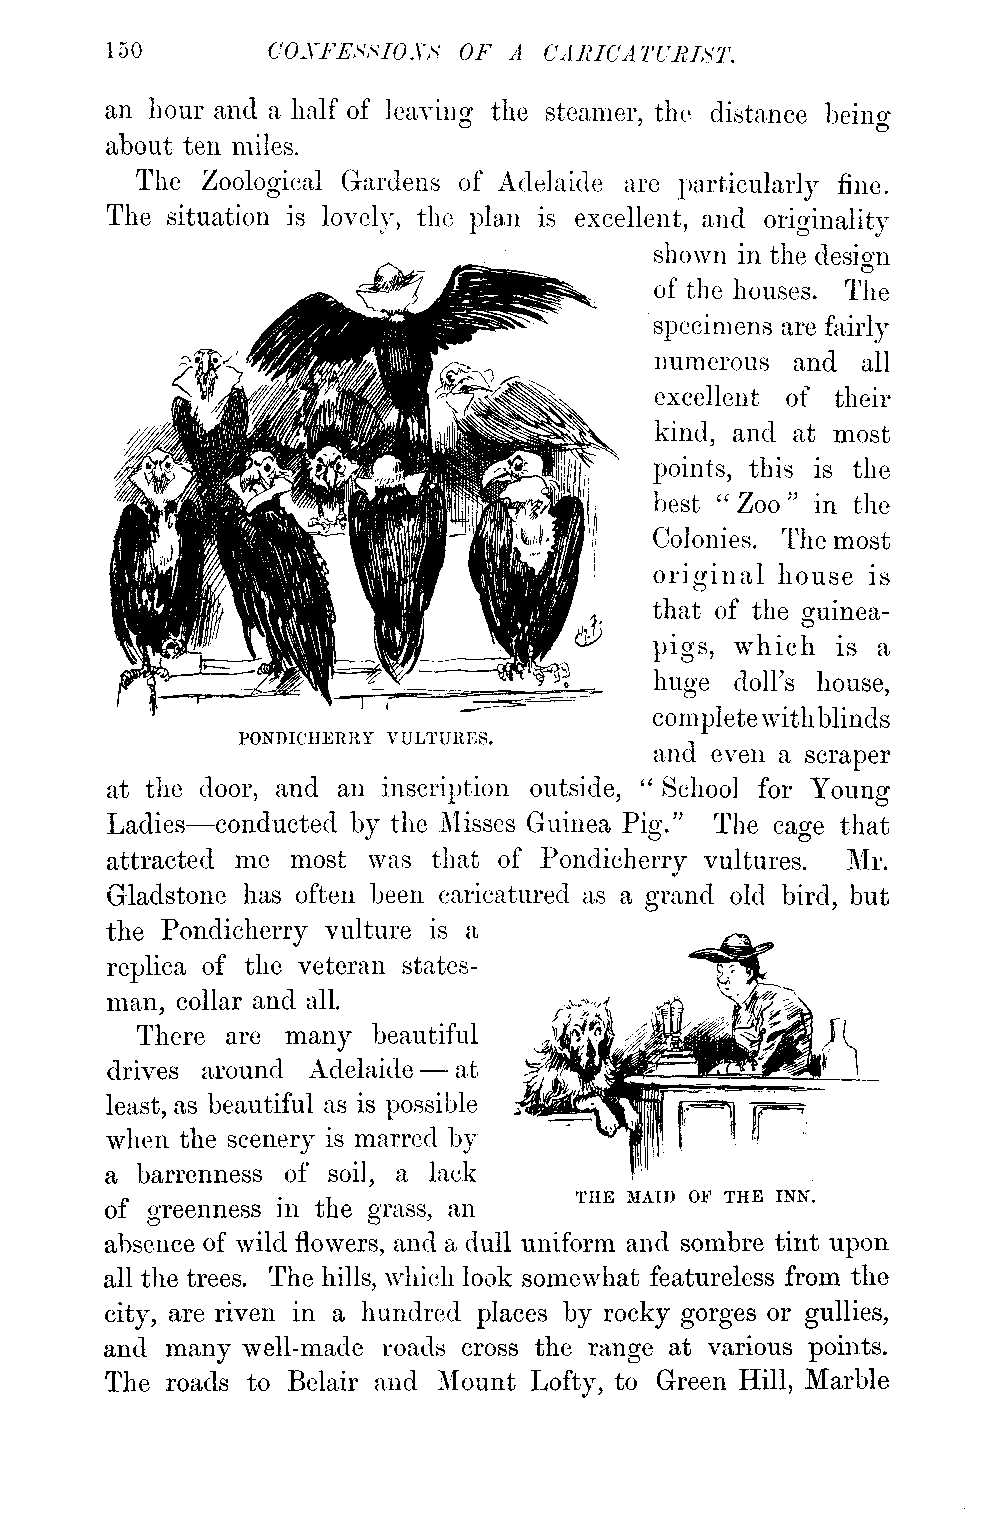 150 CONFESSIONS OF A CARICATURIST.
an hour and a half of leaving the steamer, the distance being
about ten miles.
The Zoological Gardens of Adelaide are particularly fine.
The situation is lovely, the plan is excellent, and originality
shown in the design
of the houses. The
specimens are fairly
numerous and all
excellent of their
kind, and at most
points, this is the
best “Zoo” in the
Colonies. The most
original house is
that of the guinea-
pigs, which is a
huge doll's house,
complete with blinds
and even a scraper
PONDICHERRY VULTURES.
at the door, and an inscription outside, “School for Young
Ladies—conducted by the Misses Guinea Pig.” The cage that
attracted me most was that of Pondicherry vultures. Mr.
Gladstone has often been caricatured as a grand old bird, but
the Pondicherry vulture is a
replica of the veteran states-
man, collar and all.
There are many beautiful
drives around Adelaide — at
least, as beautiful as is possible
when the scenery is marred by
a barrenness of soil, a lack
of greenness in the grass, an
THE MAID OF THE INN.
absence of wild flowers, and a dull uniform and sombre tint upon
all the trees. The hills, which look somewhat featureless from the
city, are riven in a hundred places by rocky gorges or gullies,
and many well-made roads cross the range at various points.
The roads to Belair and Mount Lofty, to Green Hill, Marble